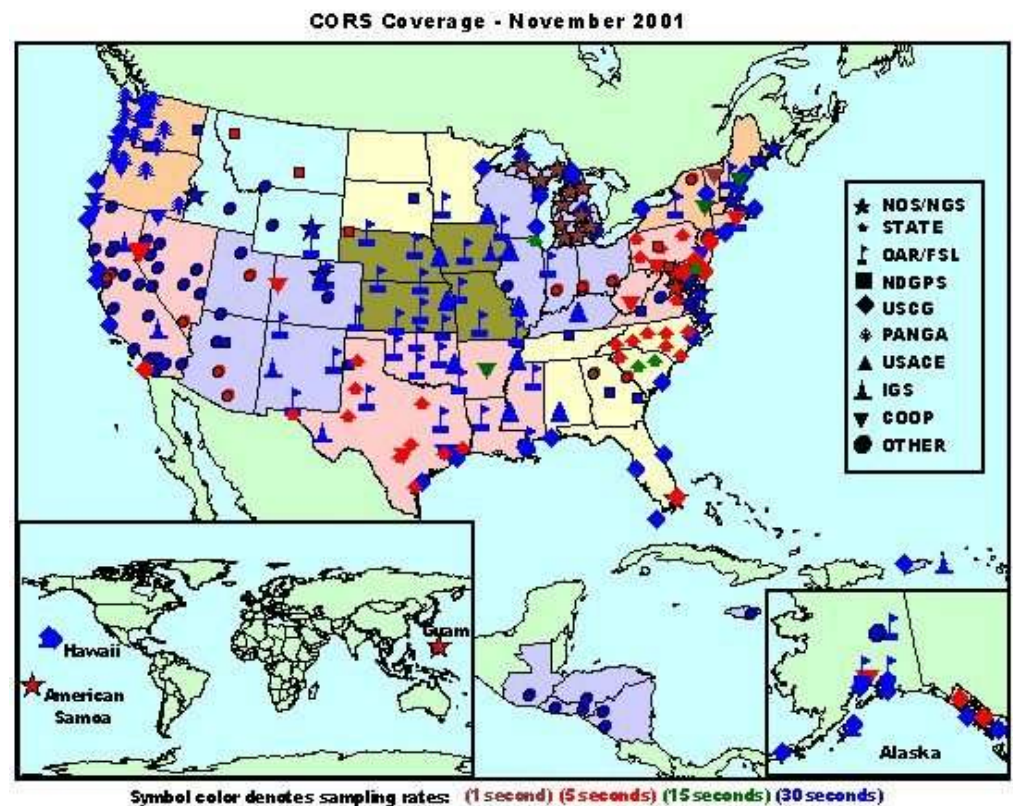 CORS Coverage - November 2001
NOS/NGS
STATE
OAR/FSL
NDGPS
USCG
PANGA
USACE
IGS
COOP
OTHER
Guam
Hawaii
American
Samoa
Alaska
Symbol color denotes sampling rates: (1 second) (5 seconds) (15 seconds) (30 seconds)